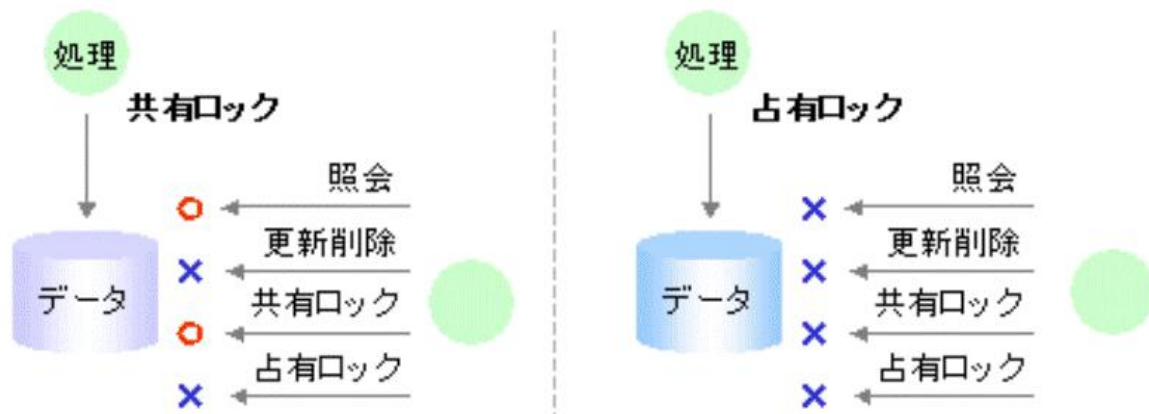 処理
共有ロック
照会
更新削除
データ
共有ロック
占有ロック
処理
占有ロック
照会
更新削除
データ
共有ロック
占有ロック